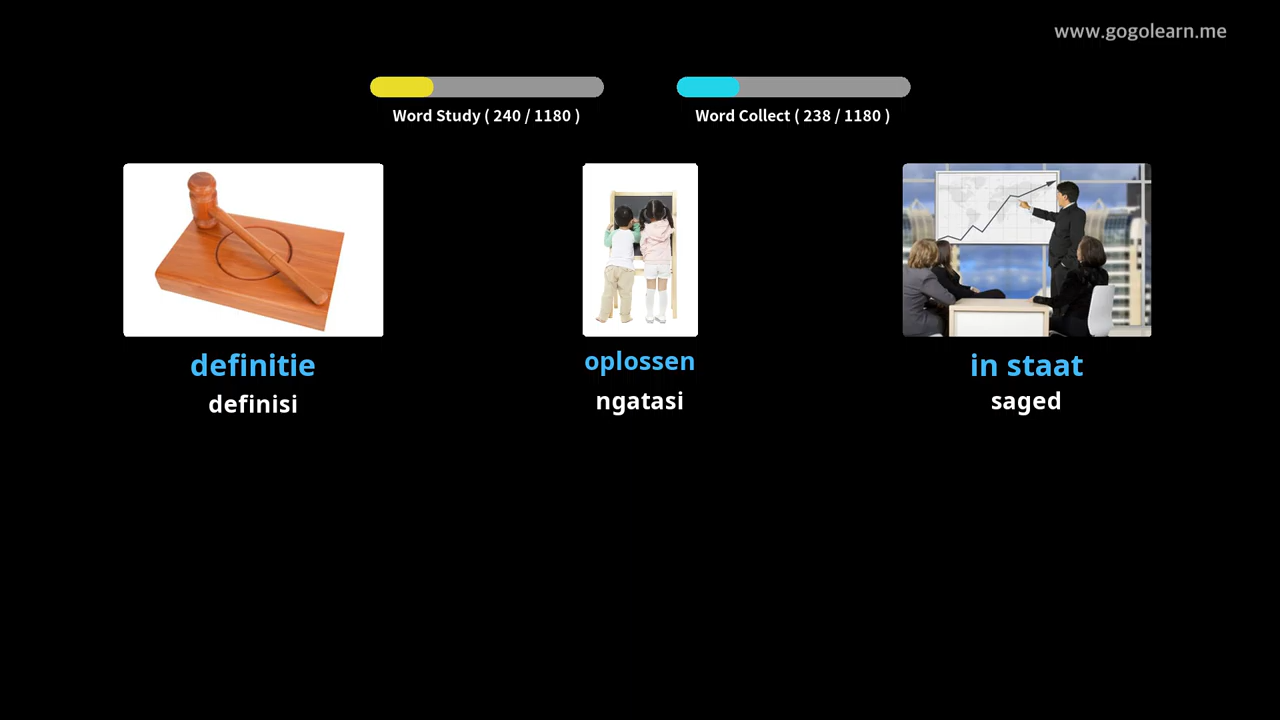 www.gogolearn.me
Word Study ( 240 / 1180 )
Word Collect ( 238 / 1180 )
definitie
definisi
oplossen
ngatasi
in staat
saged